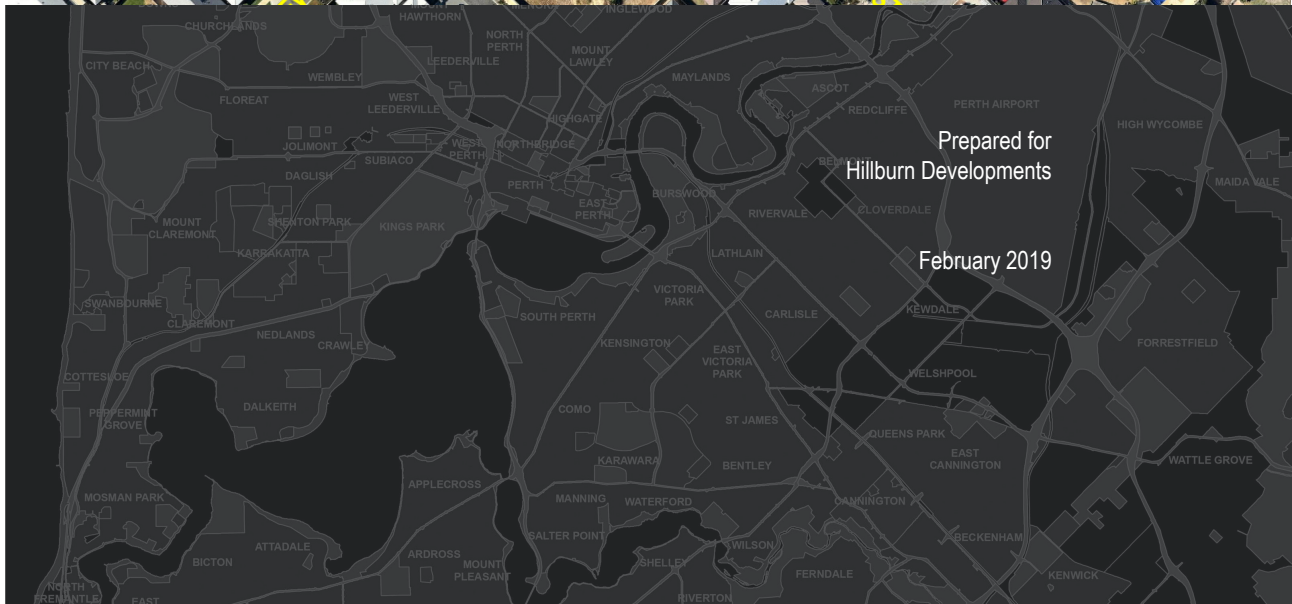 HAWTHORN
INGLEWOOD
CHURCHLANDS
NORTH
PERTH
MOUNT
LAWLEY
CITY BEACH
LEEDERVILLE
WEMBLEY
MAYLANDS
ASCOT
FLOREAT
WEST
LEEDERVILLE
REDCLIFFE
PERTH AIRPORT
HIGHGATE
HIGH WYCOMBE
Prepared for
Hillburn Developments
JOLIMONT
WEST
PERTH
NORTHBRIDGE
SUBIACO
BELMONT
DAGLISH
PERTH
EAST
PERTH
BURSWOOD
MAIDA VALE
RIVERVALE
CLOVERDALE
MOUNT
CLAREMONT
SHENTON PARK
KINGS PARK
KARRAKATTA
LATHLAIN
February 2019
VICTORIA
PARK
SWANBOURNE
CLAREMONT
SOUTH PERTH
CARLISLE
KEWDALE
NEDLANDS
CRAWLEY
KENSINGTON
EAST
VICTORIA
PARK
FORRESTFIELD
COTTESLOE
WELSHPOOL
PEPPERMINT
GROVE
DALKEITH
COMO
ST JAMES
QUEENS PARK
EAST
CANNINGTON
KARAWARA
BENTLEY
WATTLE GROVE
APPLECROSS
MOSMAN PARK
MANNING
WATERFORD
CANNINGTON
SALTER POINT
ATTADALE
BICTON
ARDROSS
MOUNT
PLEASANT
SHELLEY
WILSON
BECKENHAM
FERNDALE
KENWICK
NORTH
FREMANTLE
EAST
RIVERTON